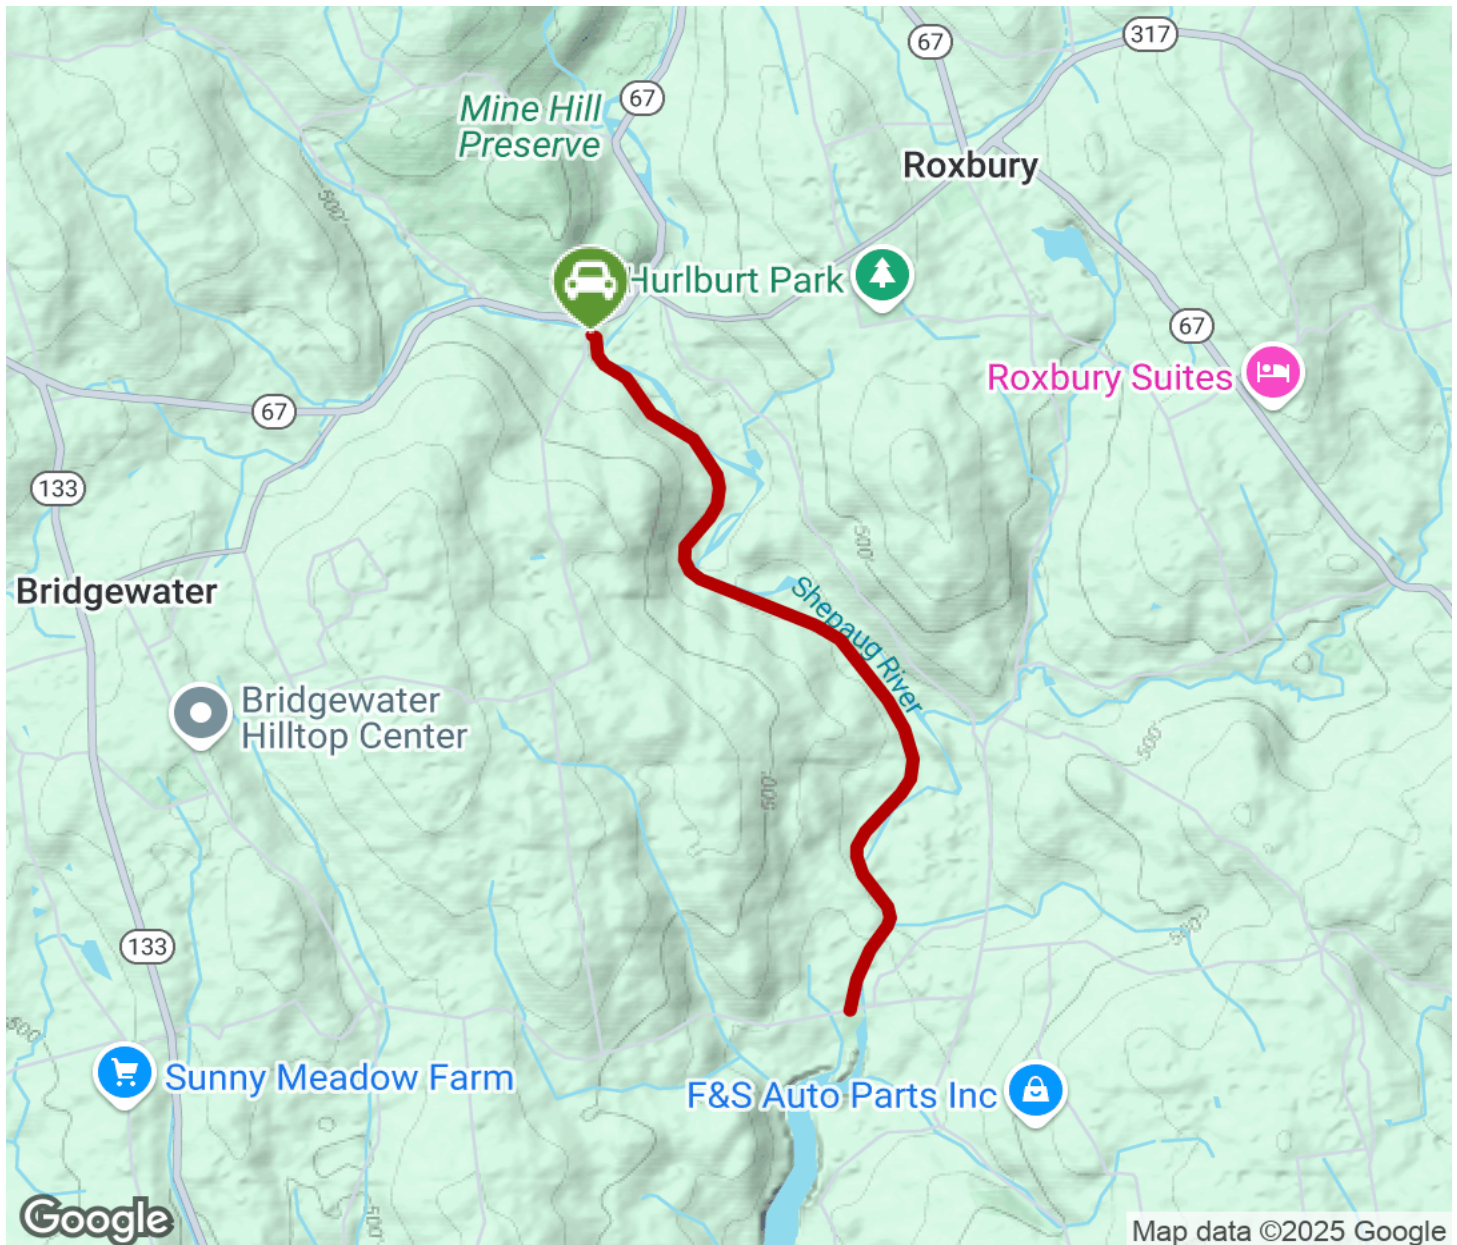 67
317
67
Mine Hill
Preserve
Roxbury
500'
Hurlburt Park
67
Roxbury Suites
67
133
500'
Bridgewater
Shepaug River
Bridgewater
Hilltop Center
500'
500'
500'
133
500'
Sunny Meadow Farm
F&S Auto Parts Inc
500'
Google
Map data ©2025 Google